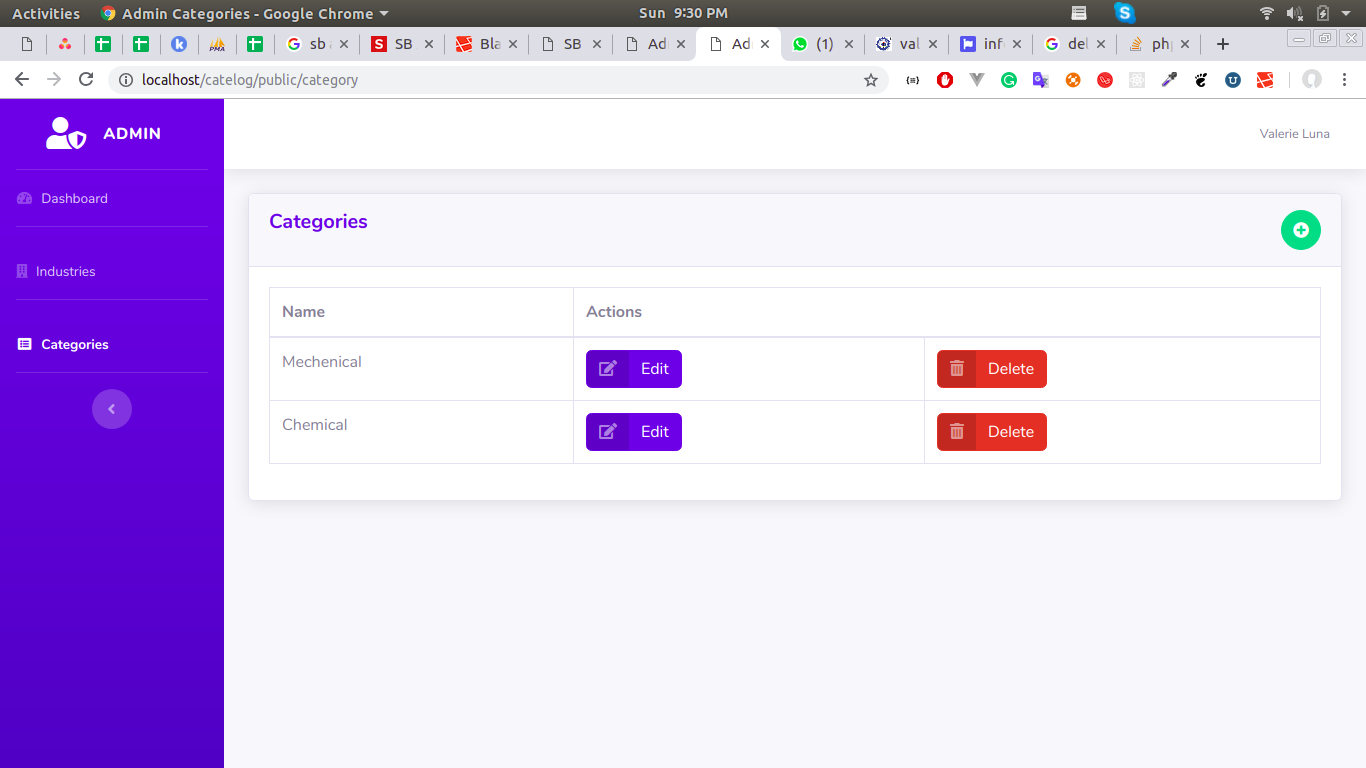 Activities Admin Categories - Google Chrome Sun 9:30 PM
PMA sb SB Bla SB Ad Ad (1) val inf del ph
localhost/catelog/public/category
ADMIN
Valerie Luna
Dashboard
Industries
Categories
Categories
Name Actions
Mechenical Edit Delete
Chemical Edit Delete